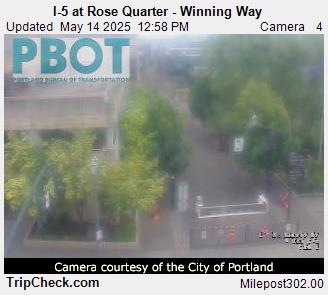 I-5 at Rose Quarter - Winning Way
Updated May 14 2025 12:58 PM Camera 4
PBOT
PORTLAND BUREAU OF TRANSPORTATION
Camera courtesy of the City of Portland
TripCheck.com Milepost302.00